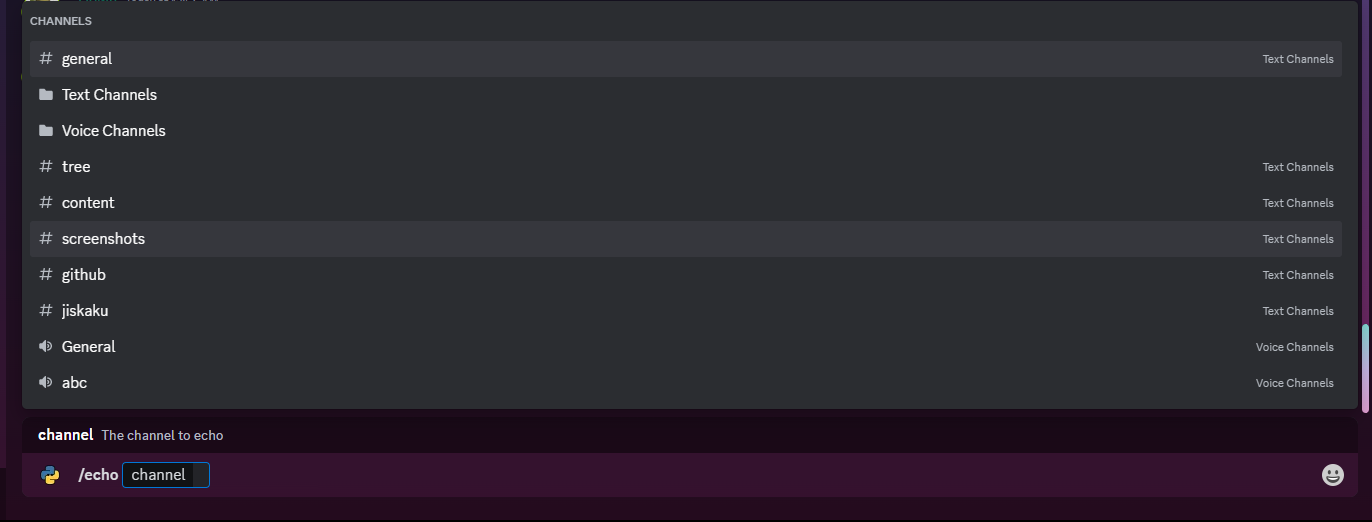 CHANNELS
general Text Channels
Text Channels
Voice Channels
tree Text Channels
content Text Channels
screenshots Text Channels
github Text Channels
jiskaku Text Channels
General Voice Channels
abc Voice Channels
channel The channel to echo
/echo channel